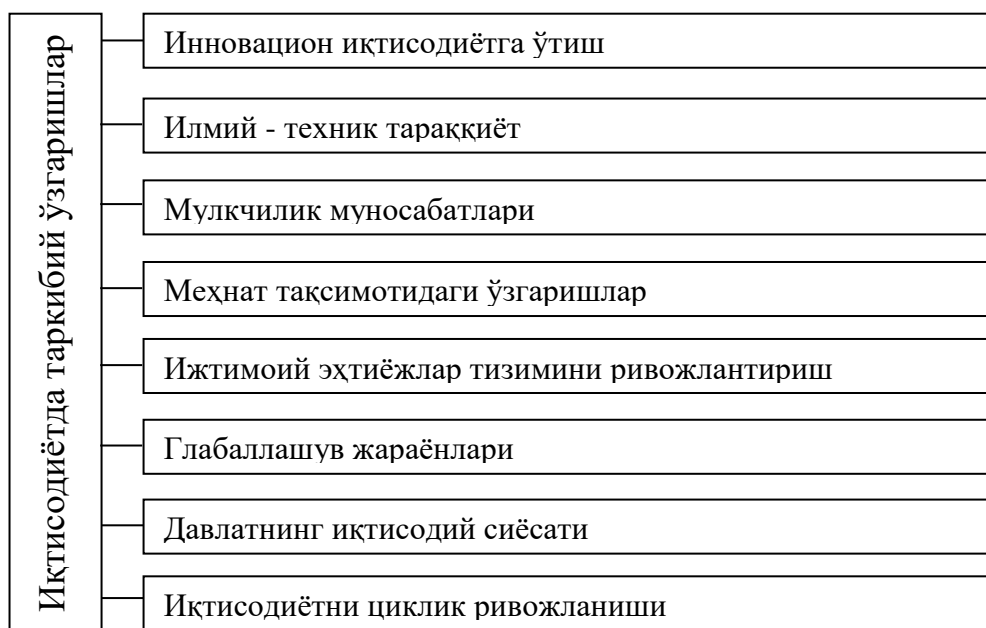 Иқтисодиётда таркибий ўзгаришлар
Инновацион иқтисодиётга ўтиш
Илмий - техник тараққиёт
Мулкчилик муносабатлари
Меҳнат тақсимотидаги ўзгаришлар
Ижтимоий эҳтиёжлар тизимини ривожлантириш
Глабаллашув жараёнлари
Давлатнинг иқтисодий сиёсати
Иқтисодиётни циклик ривожланиши